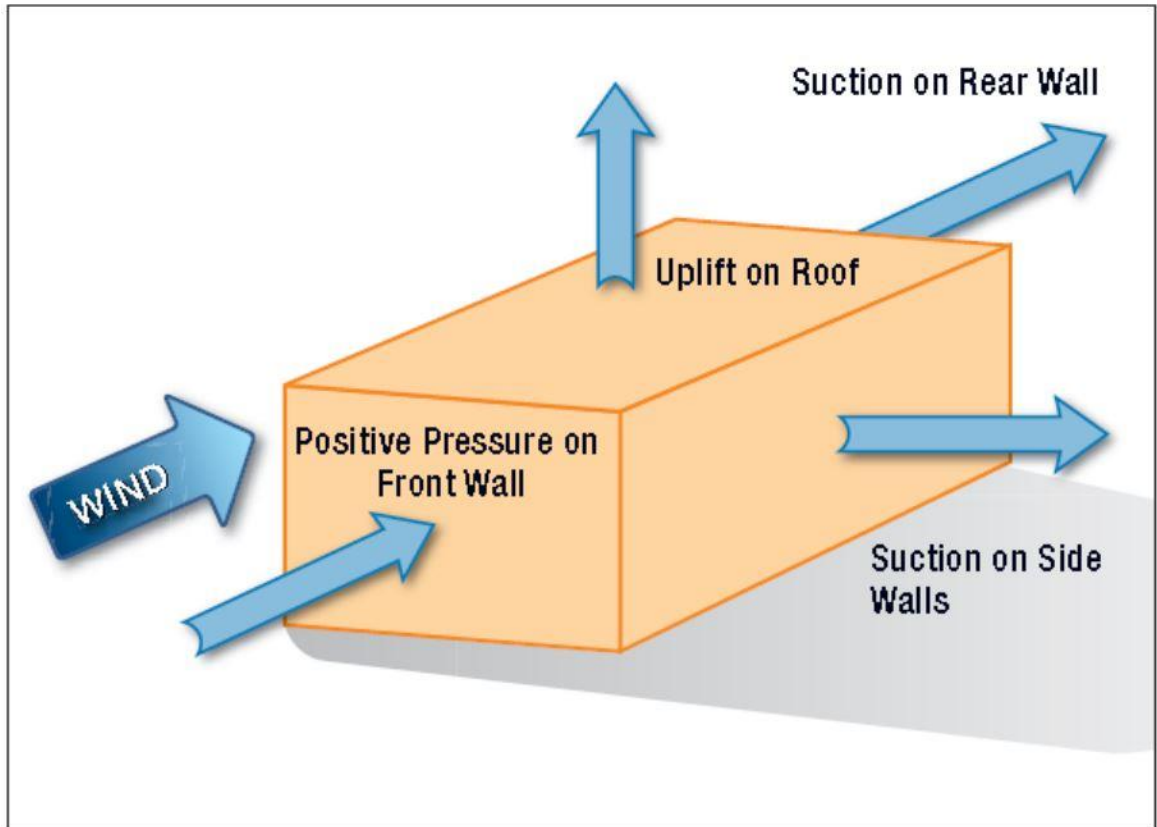 Suction on Rear Wall
Uplift on Roof
WIND
Positive Pressure on
Front Wall
Suction on Side
Walls